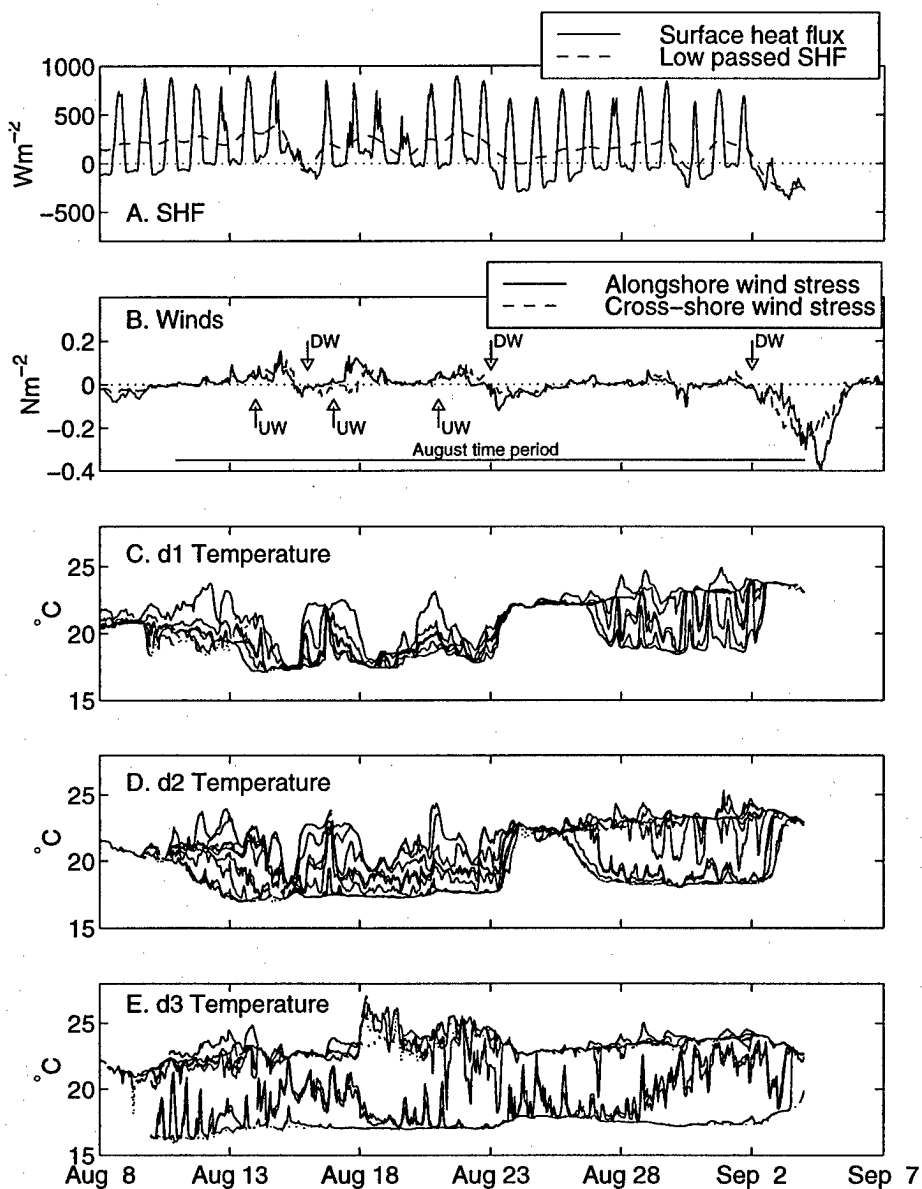 Surface heat flux
Low passed SHF
1000
500
0
−500
Wm⁻²
A. SHF
Alongshore wind stress
Cross−shore wind stress
B. Winds
0.2
0
−0.2
−0.4
Nm⁻²
DW
DW
DW
UW
UW
UW
August time period
C. d1 Temperature
25
20
15
°C
D. d2 Temperature
25
20
15
°C
E. d3 Temperature
25
20
15
°C
Aug 8 Aug 13 Aug 18 Aug 23 Aug 28 Sep 2 Sep 7